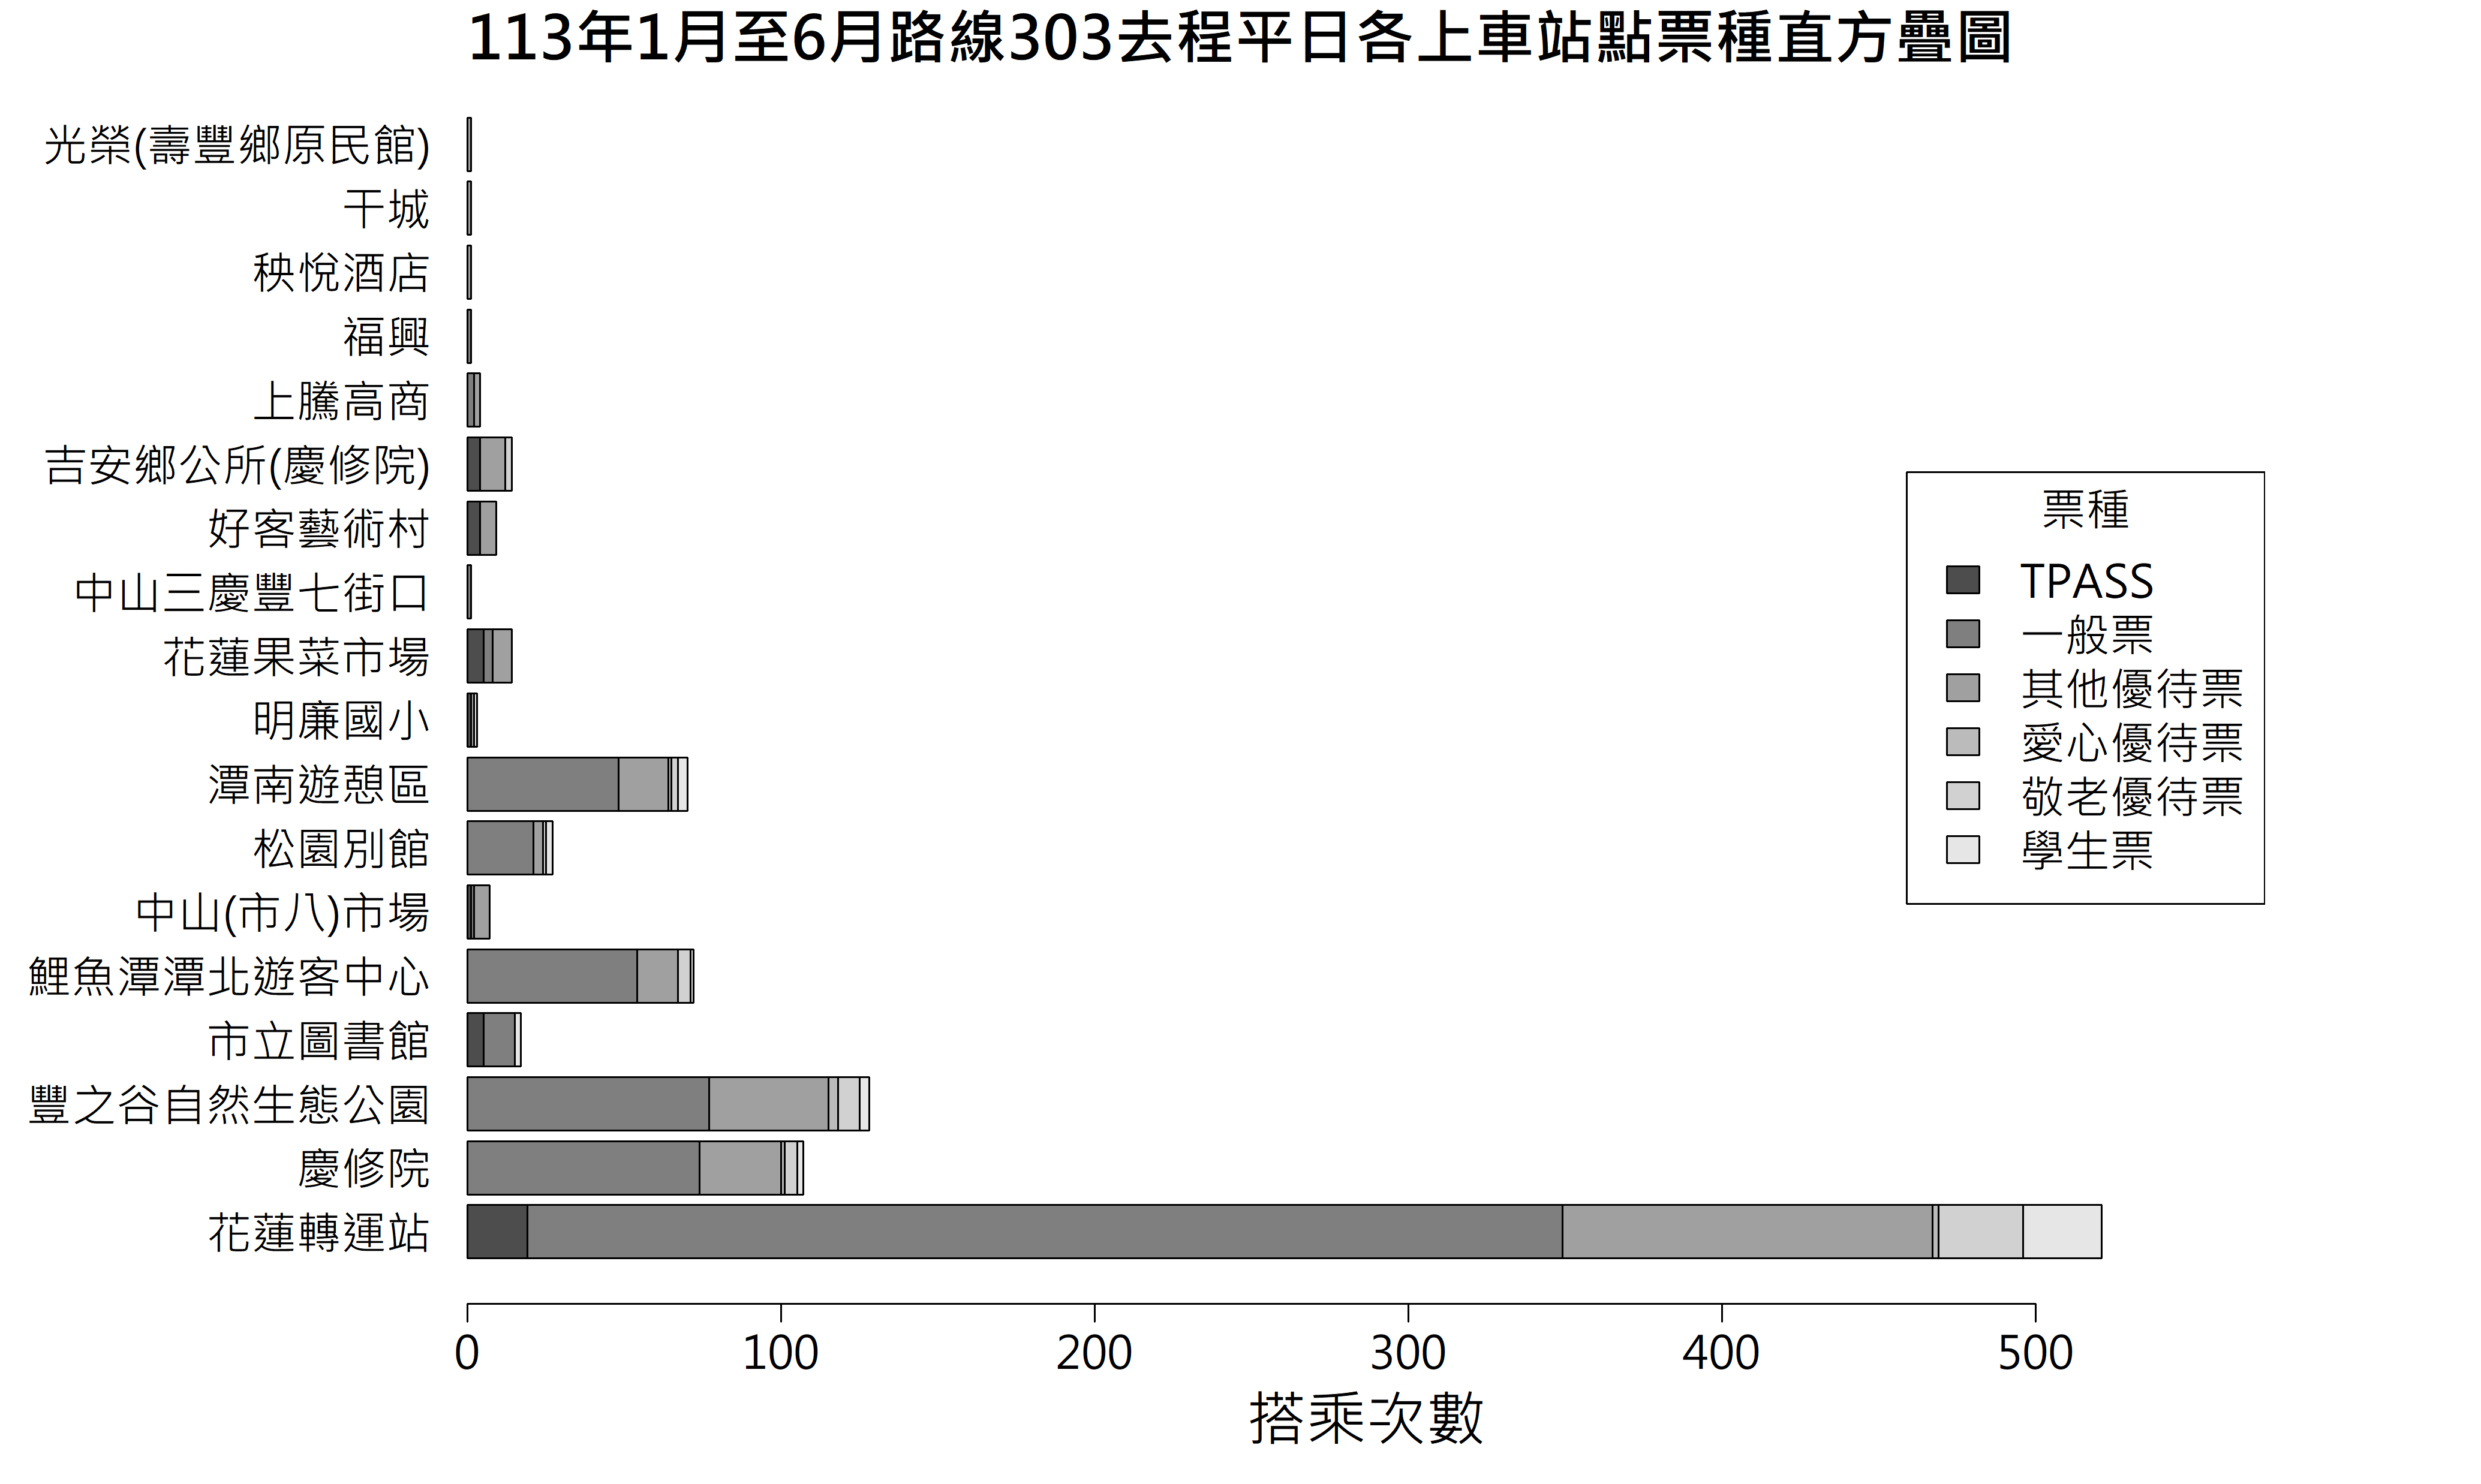 113年1月至6月路線303去程平日各上車站點票種直方疊圖
光榮(壽豐鄉原民館)
干城
秧悅酒店
福興
上騰高商
吉安鄉公所(慶修院)
好客藝術村
中山三慶豐七街口
花蓮果菜市場
明廉國小
潭南遊憩區
松園別館
中山(市八)市場
鯉魚潭潭北遊客中心
市立圖書館
豐之谷自然生態公園
慶修院
花蓮轉運站
票種
TPASS
一般票
其他優待票
愛心優待票
敬老優待票
學生票
0 100 200 300 400 500
搭乘次數